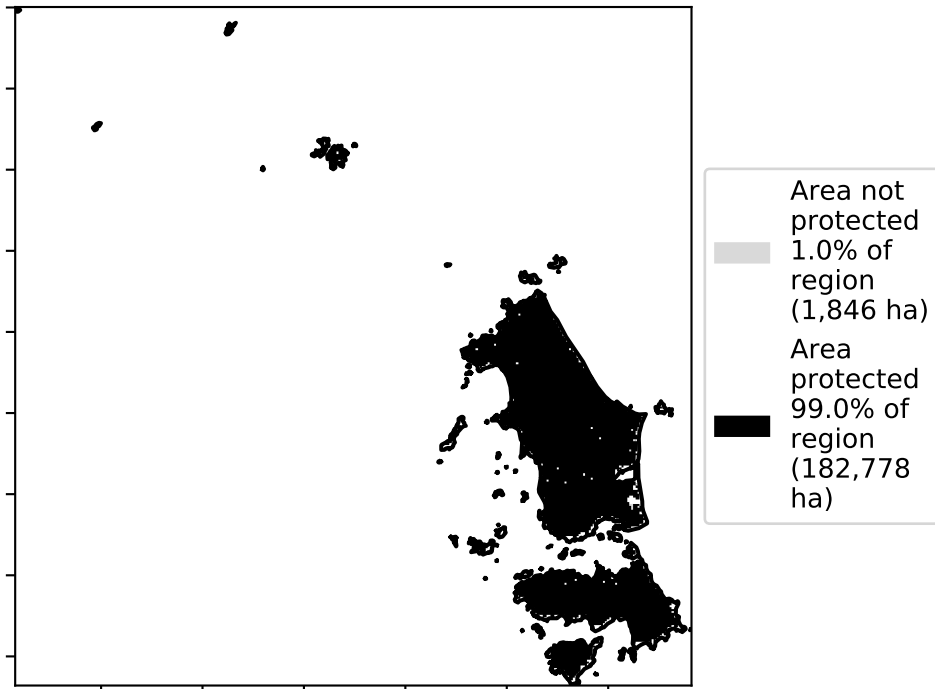 Area not
protected
1.0% of
region
(1,846 ha)
Area
protected
99.0% of
region
(182,778
ha)